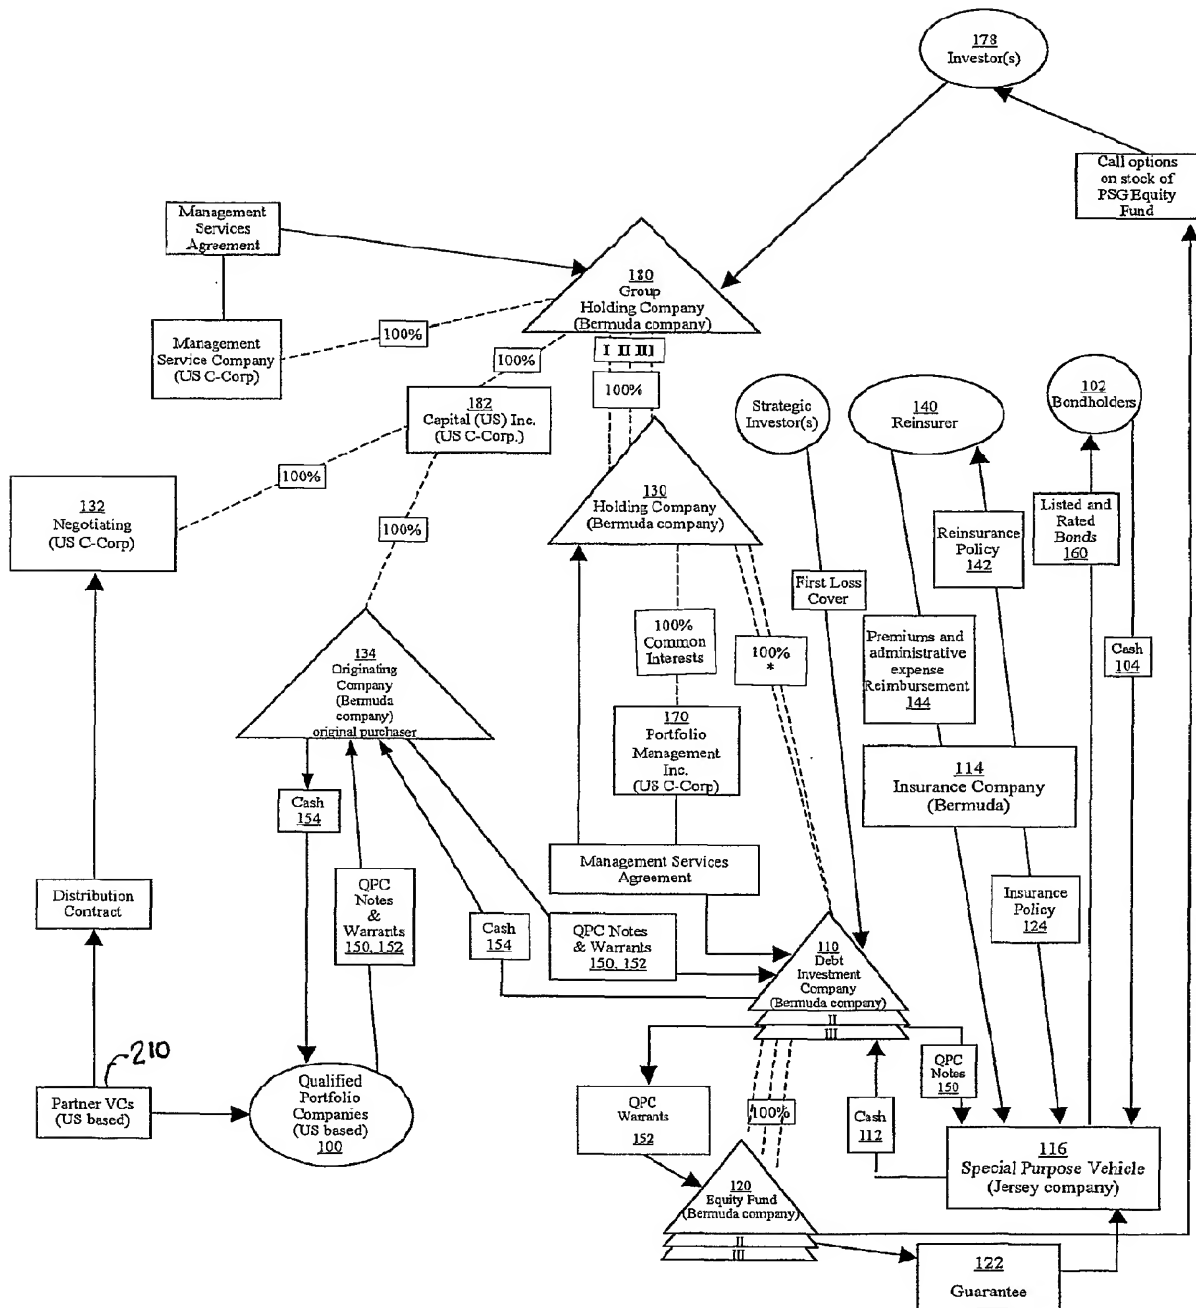 178
Investor(s)
Call options
on stock of
PSG Equity
Fund
Management
Services
Agreement
180
Group
Holding Company
(Bermuda company)
100%
Management
Service Company
(US C-Corp)
I II III
100%
100%
182
Capital (US) Inc.
(US C-Corp.)
Strategic
Investor(s)
140
Reinsurer
102
Bondholders
100%
132
Negotiating
(US C-Corp)
130
Holding Company
(Bermuda company)
Listed and
Rated
Bonds
160
Reinsurance
Policy
142
100%
First Loss
Cover
100%
Common
Interests
100%
*
Premiums and
administrative
expense
Reimbursement
144
Cash
104
134
Originating
Company
(Bermuda
company)
original purchaser
170
Portfolio
Management
Inc.
(US C-Corp)
114
Insurance Company
(Bermuda)
Cash
154
Management Services
Agreement
Distribution
Contract
QPC
Notes
&
Warrants
150, 152
Cash
154
QPC Notes
& Warrants
150, 152
Insurance
Policy
124
110
Debt
Investment
Company
(Bermuda company)
II
III
210
Partner VCs
(US based)
Qualified
Portfolio
Companies
(US based)
100
QPC
Warrants
152
100%
Cash
112
QPC
Notes
150
116
Special Purpose Vehicle
(Jersey company)
120
Equity Fund
(Bermuda company)
II
III
122
Guarantee